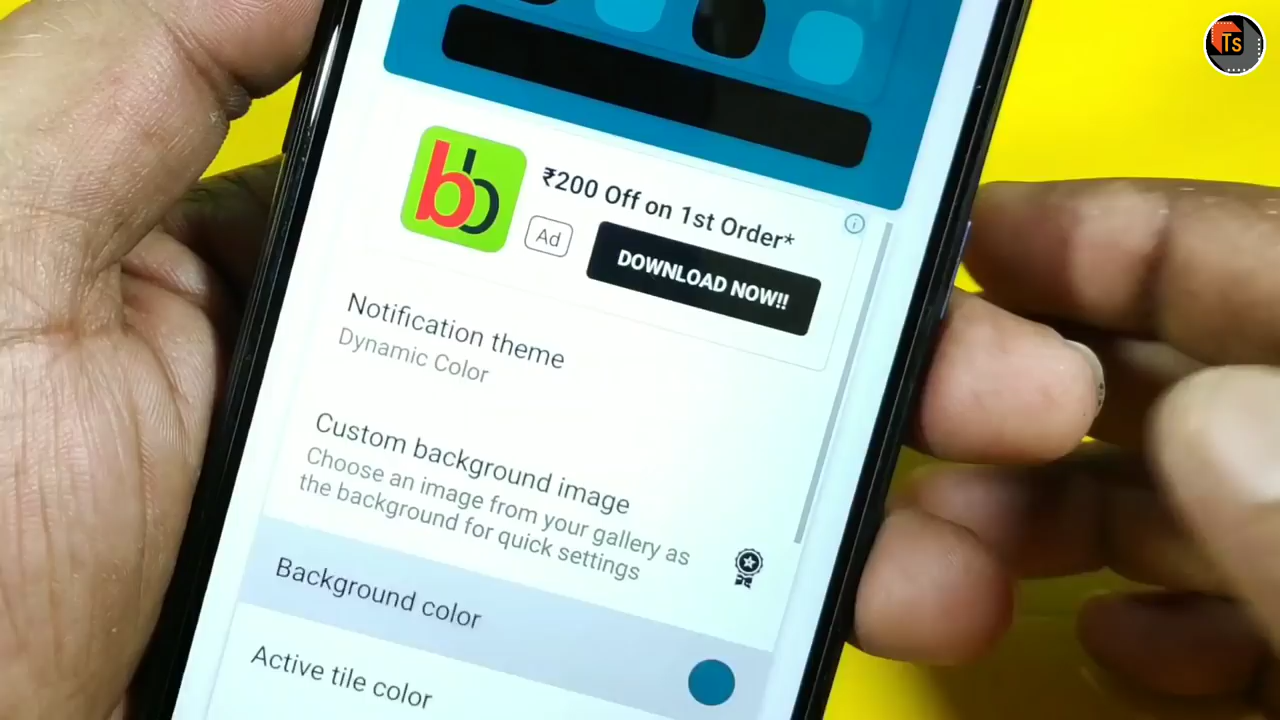 Ts
bb
₹200 Off on 1st Order*
Ad
DOWNLOAD NOW!!
Notification theme
Dynamic Color
Custom background image
Choose an image from your gallery as
the background for quick settings
Background color
Active tile color